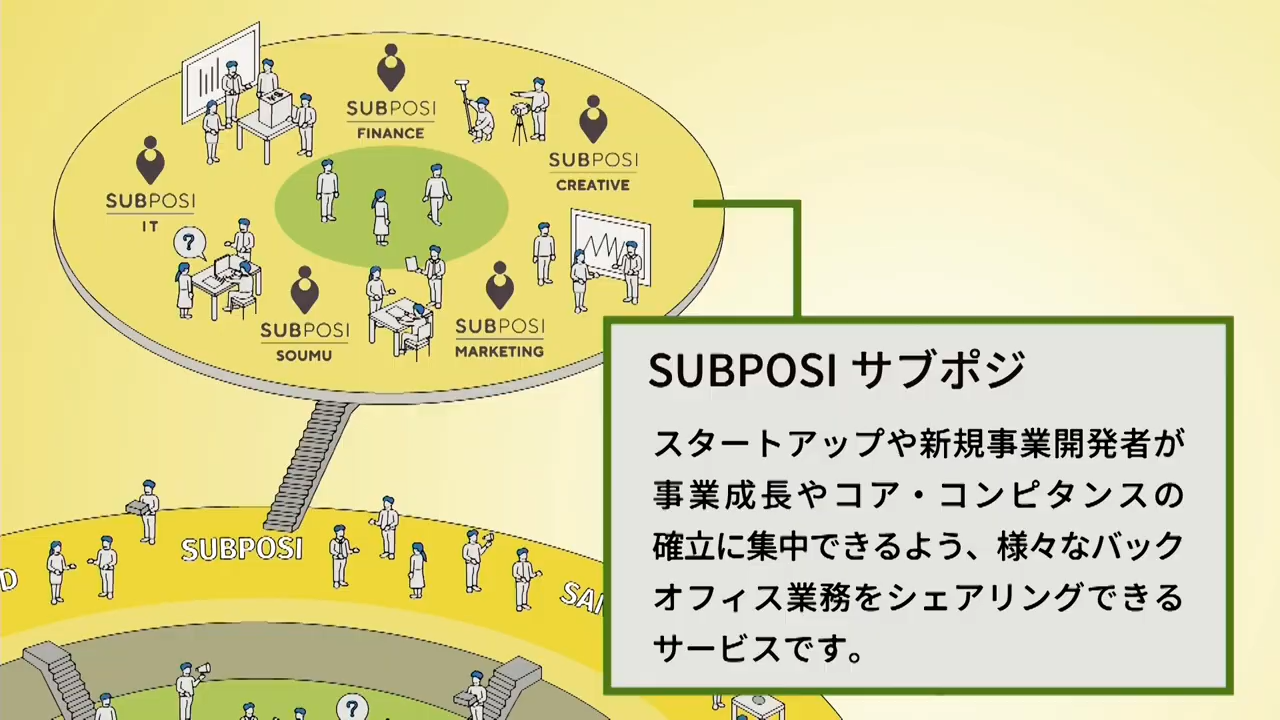 SUBPOSI
FINANCE
SUBPOSI
CREATIVE
SUBPOSI
IT
?
SUBPOSI
SOUMU
SUBPOSI
MARKETING
SUBPOSI サブポジ
スタートアップや新規事業開発者が
事業成長やコア・コンピタンスの
確立に集中できるよう、様々なバック
オフィス業務をシェアリングできる
サービスです。
SUBPOSI
D
SAI
?